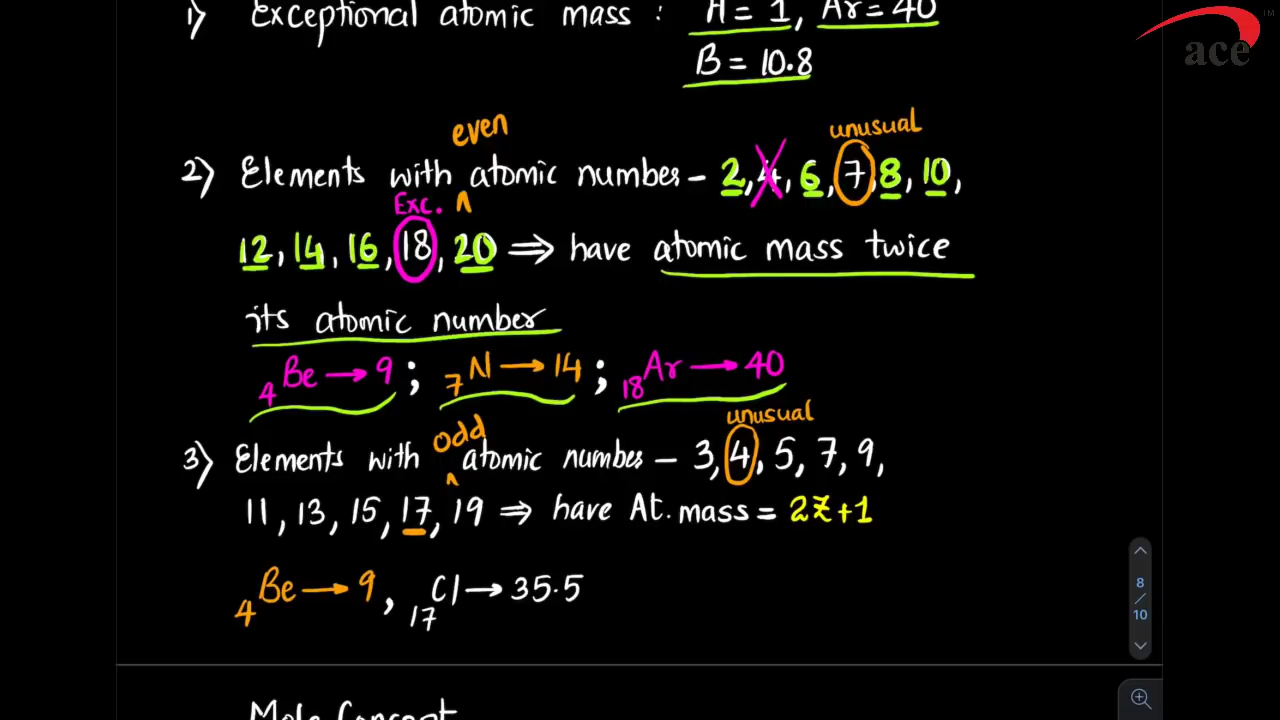 1) Exceptional atomic mass : H = 1, Ar = 40
B = 10.8
ace TM
even
unusual
2) Elements with ∧ atomic number - 2, 4, 6, 7, 8, 10,
Exc.
12, 14, 16, 18, 20 ⇒ have atomic mass twice
its atomic number
4Be → 9 ; 7N → 14 ; 18Ar → 40
unusual
odd
3) Elements with ∧ atomic number - 3, 4, 5, 7, 9,
11, 13, 15, 17, 19 ⇒ have At. mass = 2Z+1
4Be → 9, 17Cl → 35.5
8
/
10
Mole Concept